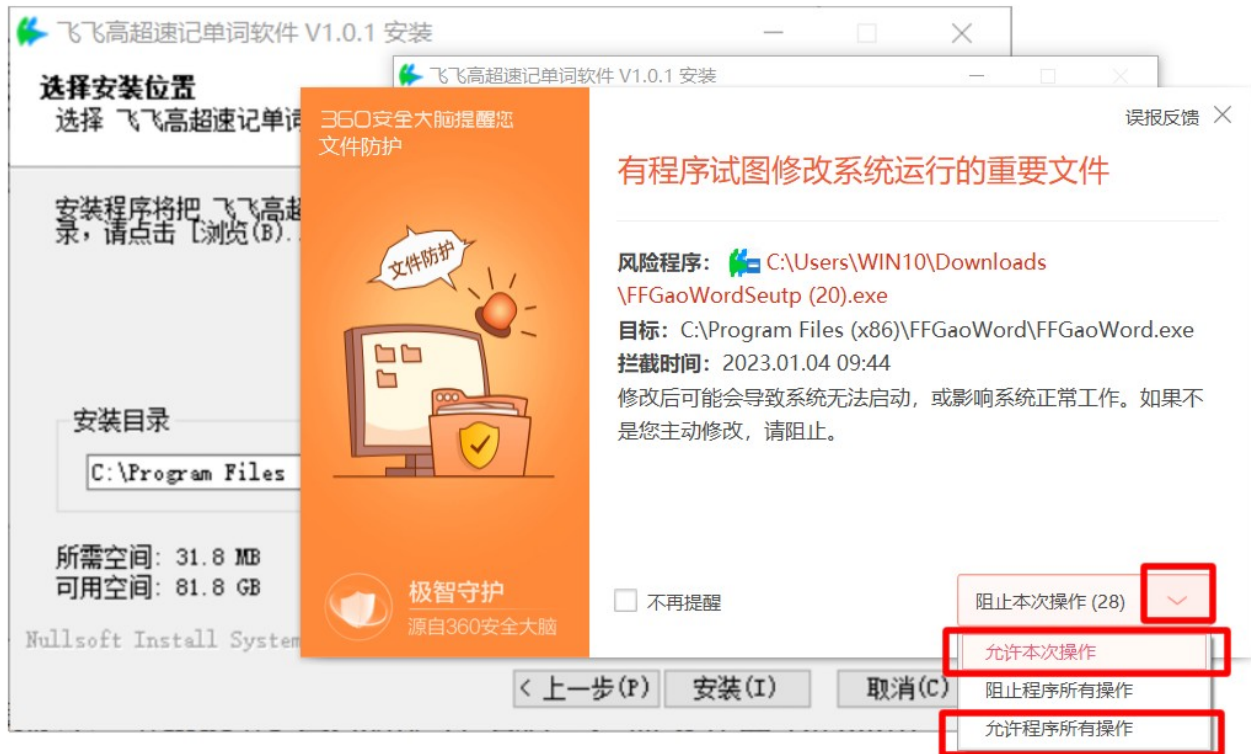 飞飞高超速记单词软件 V1.0.1 安装
选择安装位置
选择 飞飞高超速记单词
飞飞高超速记单词软件 V1.0.1 安装
安装程序将把 飞飞高超
录，请点击 [浏览(B)..
安装目录
C:\Program Files
所需空间: 31.8 MB
可用空间: 81.8 GB
Nullsoft Install System
360安全大脑提醒您
文件防护
文件防护
极智守护
源自360安全大脑
误报反馈
有程序试图修改系统运行的重要文件
风险程序： C:\Users\WIN10\Downloads
\FFGaoWordSeutp (20).exe
目标：C:\Program Files (x86)\FFGaoWord\FFGaoWord.exe
拦截时间：2023.01.04 09:44
修改后可能会导致系统无法启动，或影响系统正常工作。如果不
是您主动修改，请阻止。
不再提醒
阻止本次操作 (28)
允许本次操作
阻止程序所有操作
允许程序所有操作
< 上一步(P)
安装(I)
取消(C)